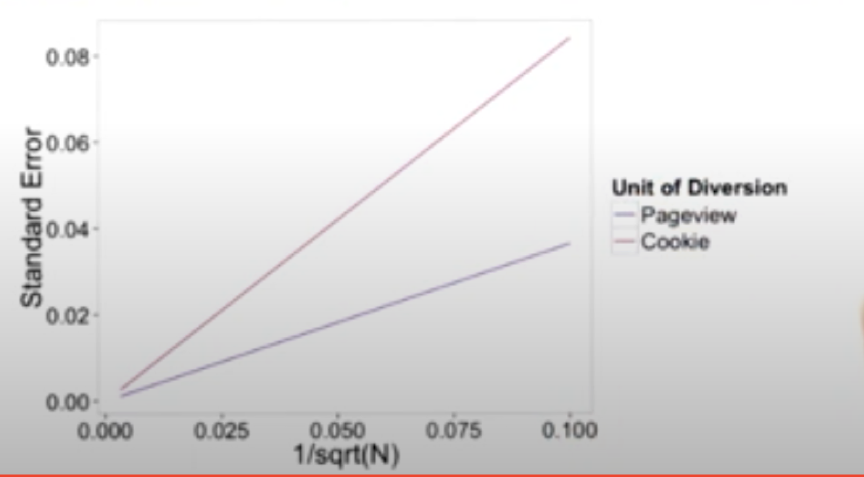 0.08
0.06
0.04
0.02
0.00
Standard Error
0.000 0.025 0.050 0.075 0.100
1/sqrt(N)
Unit of Diversion
Pageview
Cookie